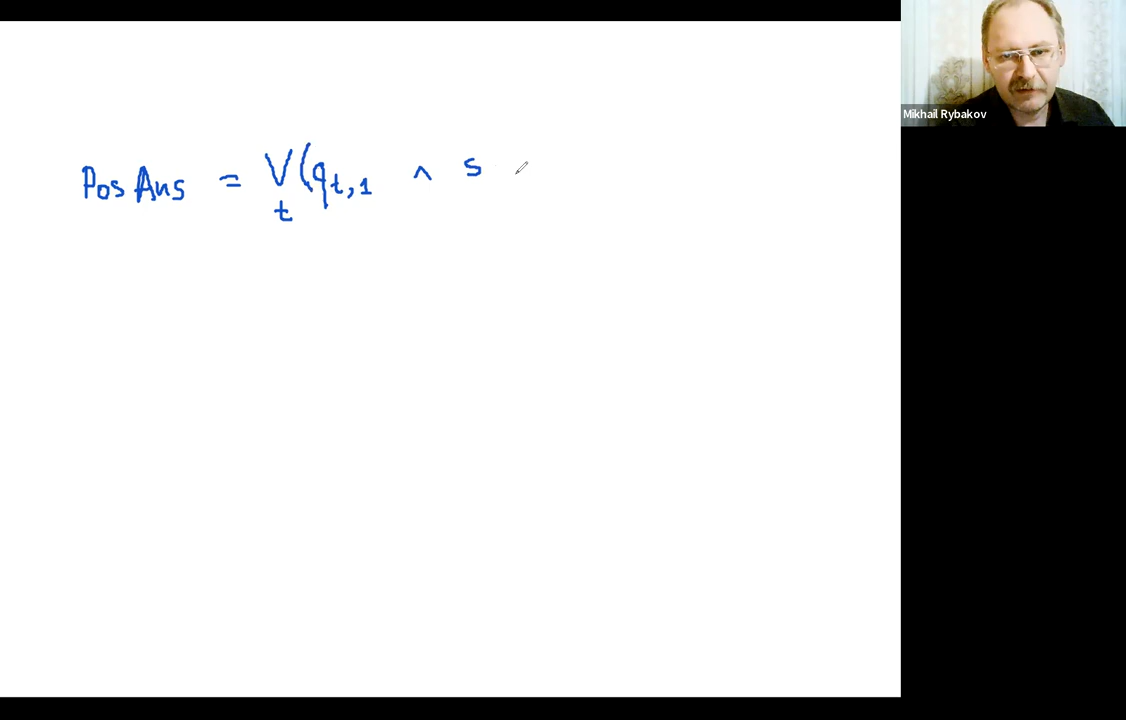 PosAns = ⋁ (q_{t,1} ∧ s
t
Mikhail Rybakov